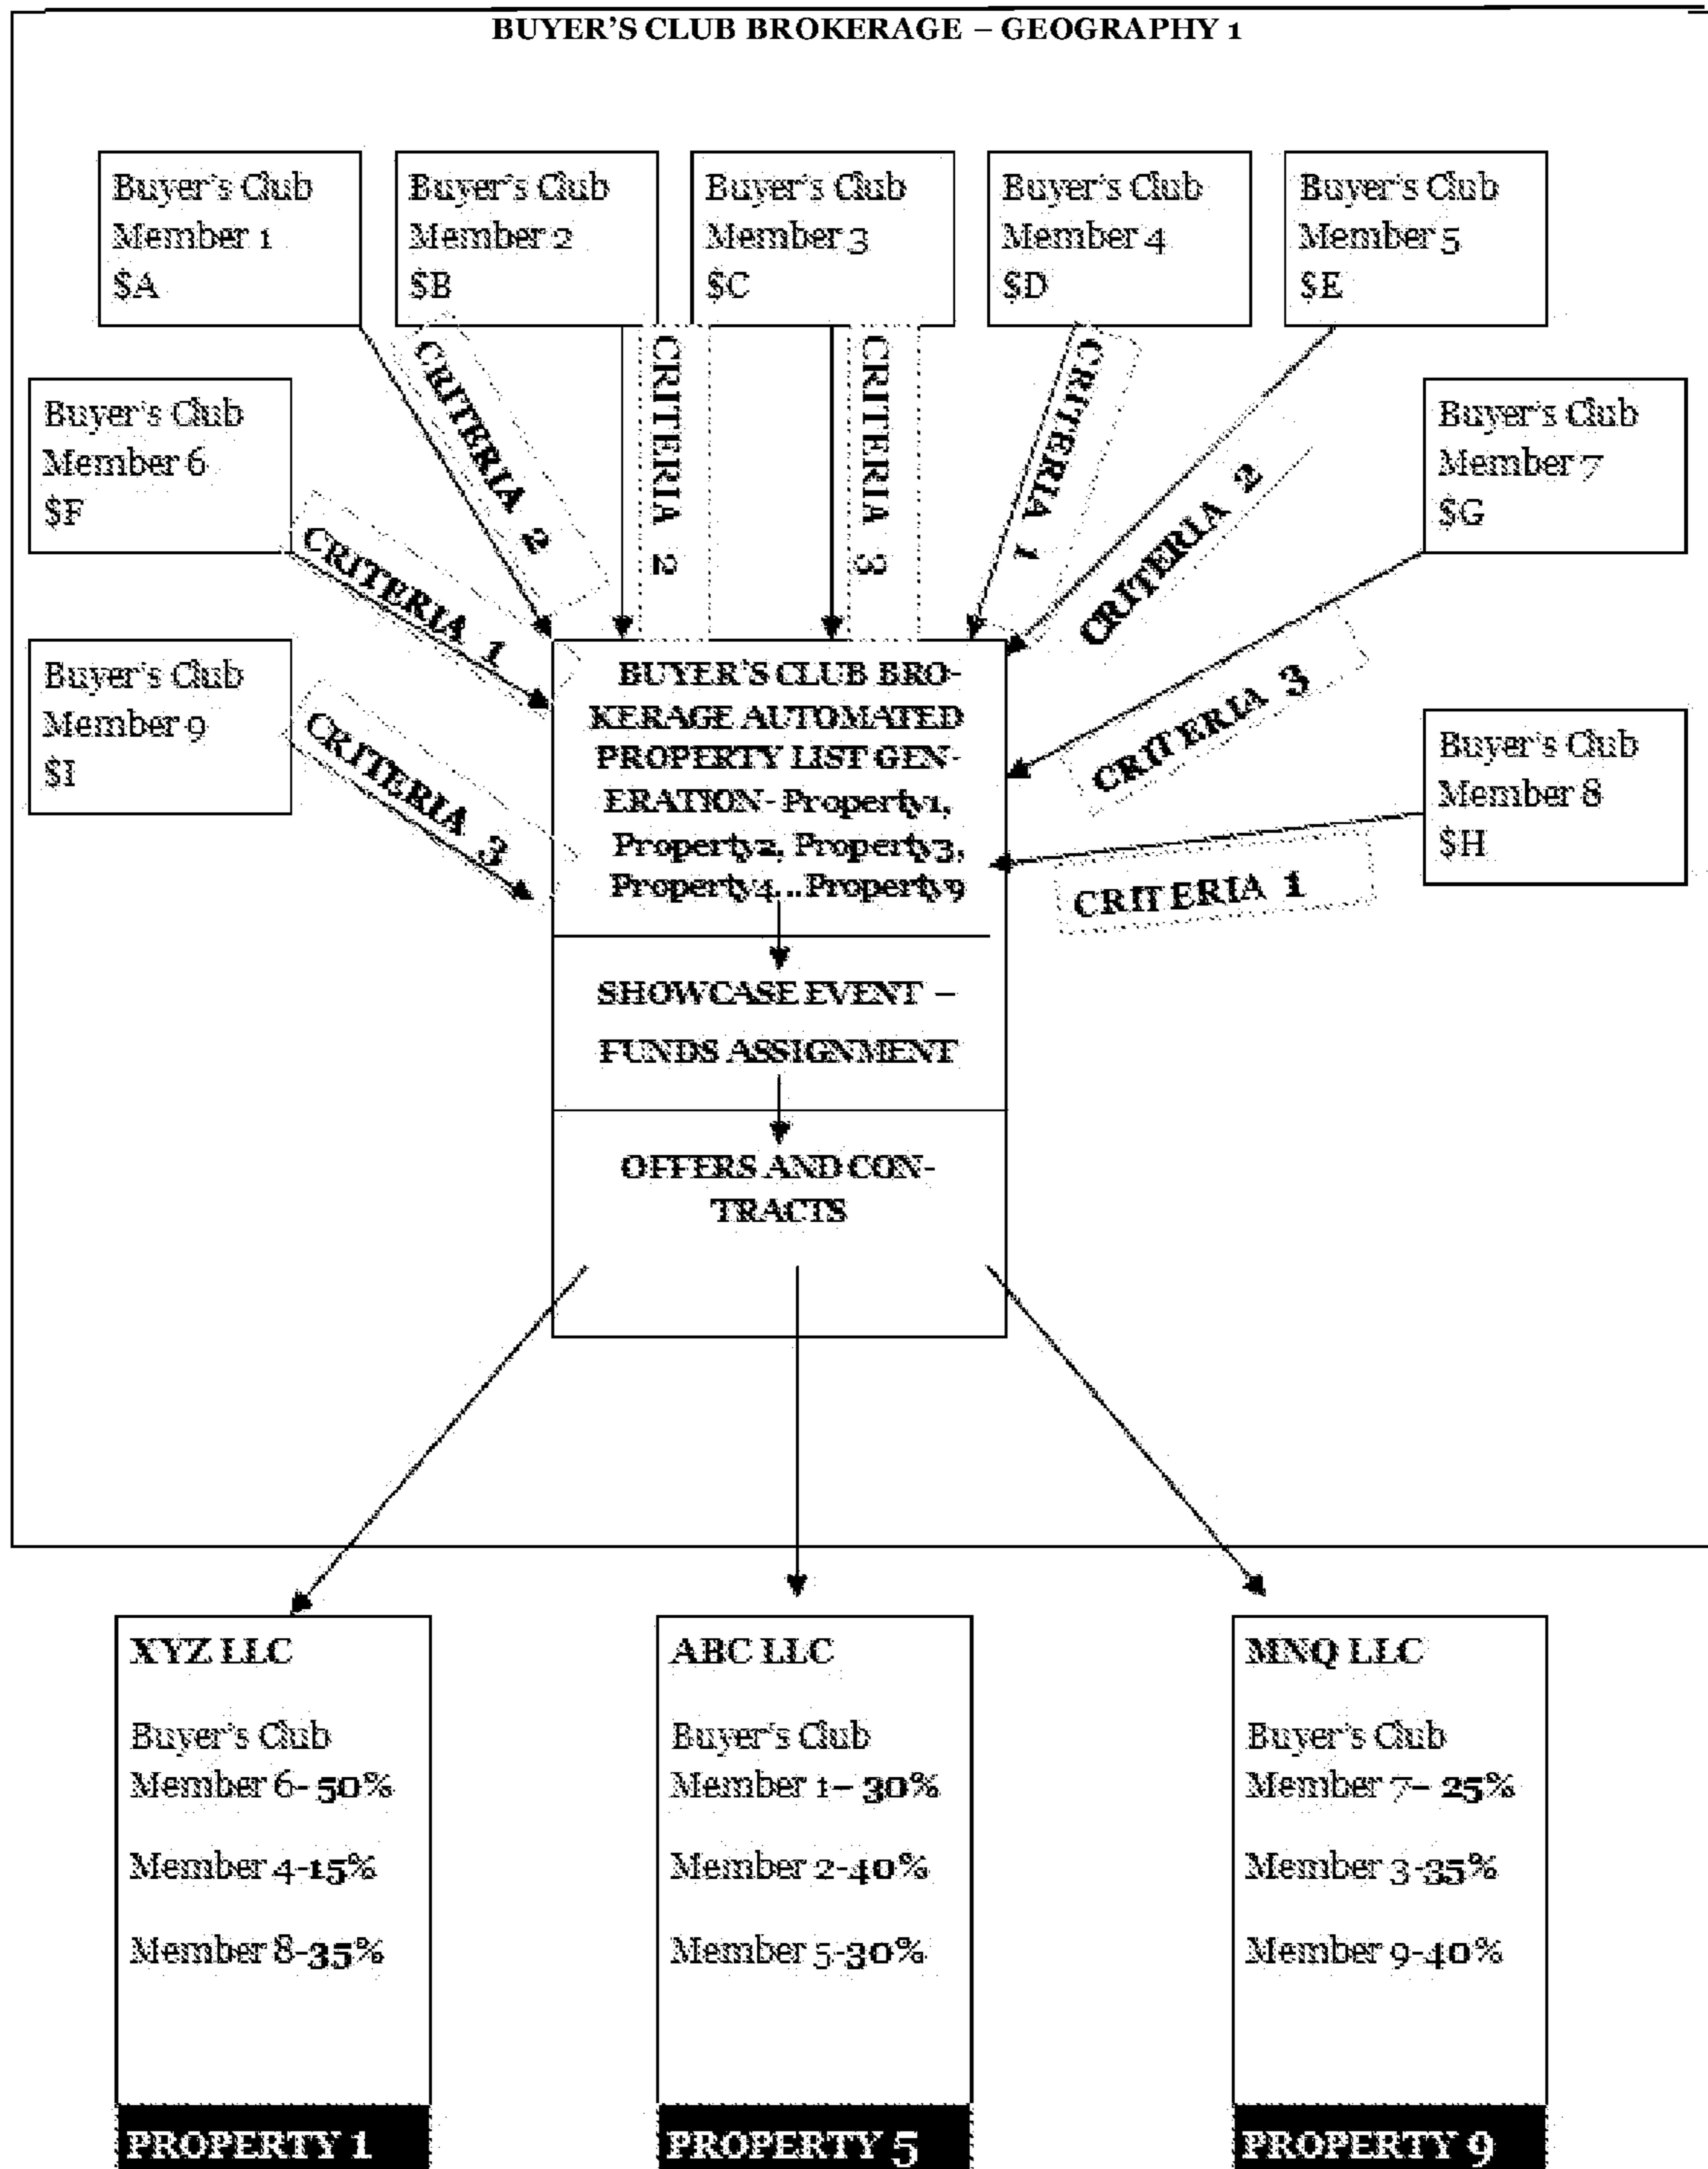 BUYER'S CLUB BROKERAGE – GEOGRAPHY 1
Buyer's Club
Member 1
$A
Buyer's Club
Member 2
$B
Buyer's Club
Member 3
$C
Buyer's Club
Member 4
$D
Buyer's Club
Member 5
$E
Buyer's Club
Member 6
$F
Buyer's Club
Member 7
$G
Buyer's Club
Member 9
$I
Buyer's Club
Member 8
$H
CRITERIA 2
CRITERIA 2
CRITERIA 3
CRITERIA 1
CRITERIA 2
CRITERIA 1
CRITERIA 3
CRITERIA 3
CRITERIA 1
BUYER'S CLUB BRO-
KERAGE AUTOMATED
PROPERTY LIST GEN-
ERATION- Property1,
Property2, Property3,
Property4...Property9
SHOWCASE EVENT –
FUNDS ASSIGNMENT
OFFERS AND CON-
TRACTS
XYZ LLC
Buyer's Club
Member 6- 50%
Member 4-15%
Member 8-35%
PROPERTY 1
ABC LLC
Buyer's Club
Member 1– 30%
Member 2-40%
Member 5-30%
PROPERTY 5
MNQ LLC
Buyer's Club
Member 7– 25%
Member 3-35%
Member 9-40%
PROPERTY 9